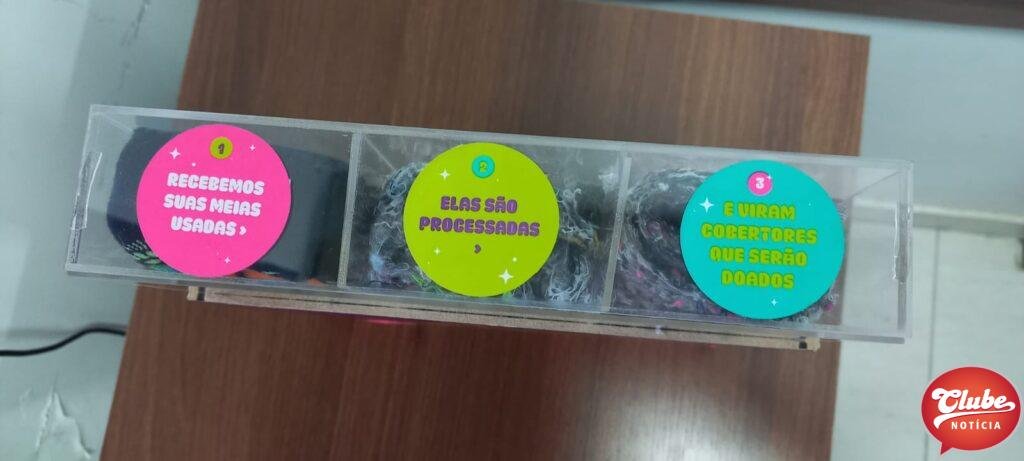 1
RECEBEMOS
SUAS MEIAS
USADAS ›
2
ELAS SÃO
PROCESSADAS
›
3
E VIRAM
COBERTORES
QUE SERÃO
DOADOS
Clube
NOTÍCIA